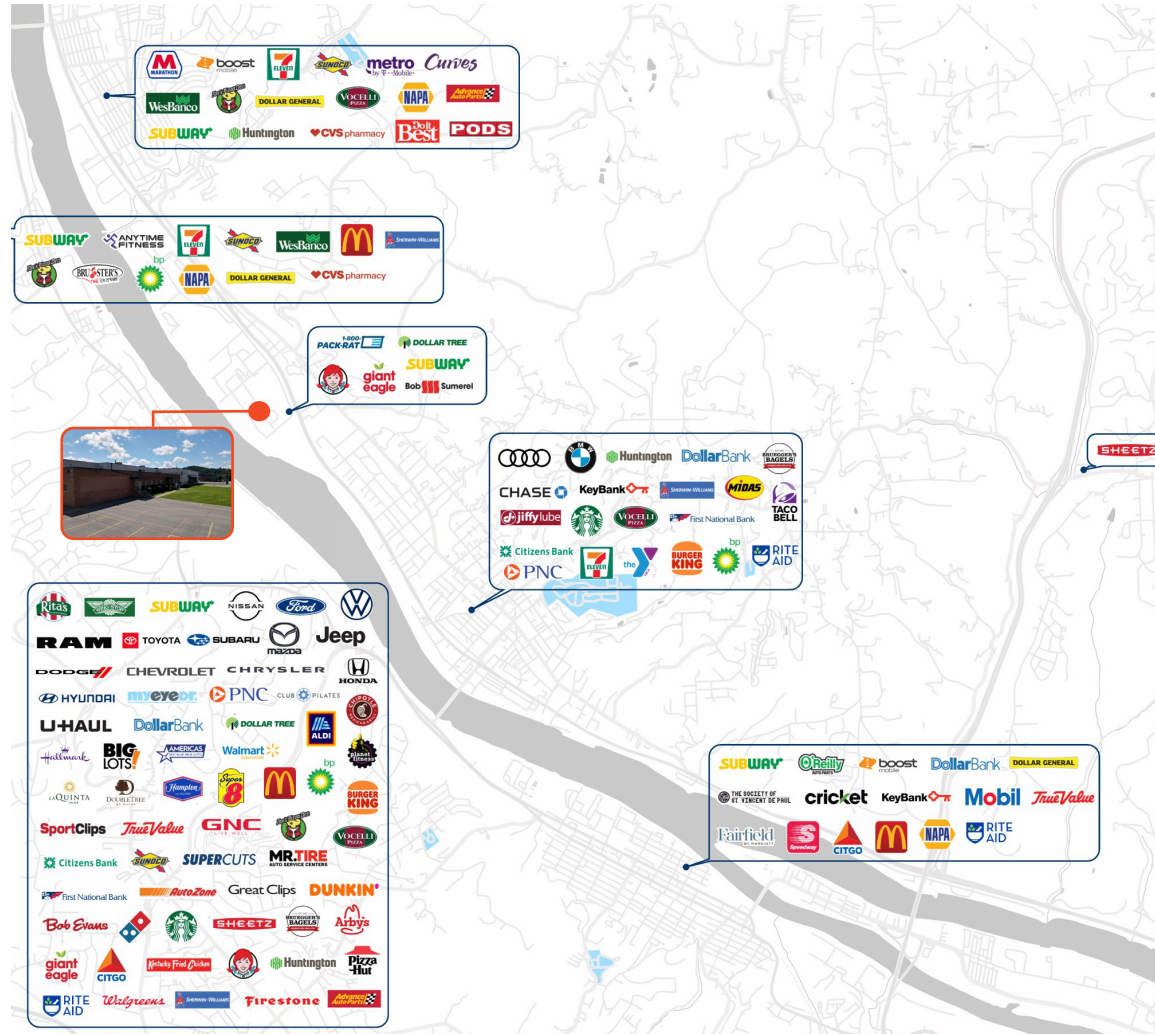 MARATHON boost mobile 7 ELEVEN SUNOCO metro by T-Mobile Curves
WesBanco DOLLAR GENERAL VOCELLI PIZZA NAPA Advance Auto Parts
SUBWAY Huntington CVS pharmacy Do it Best PODS
SUBWAY ANYTIME FITNESS 7 ELEVEN SUNOCO WesBanco M SHERWIN-WILLIAMS
BRUSTER'S bp NAPA DOLLAR GENERAL CVS pharmacy
1-800-PACK-RAT DOLLAR TREE
giant eagle SUBWAY
Bob Sumerel
BMW Huntington DollarBank BRUEGGER'S BAGELS
CHASE KeyBank SHERWIN-WILLIAMS MIDAS TACO BELL
jiffylube VOCELLI PIZZA First National Bank
Citizens Bank 7 ELEVEN the Y BURGER KING bp RITE AID
PNC
SHEETZ
Rita's SUBWAY NISSAN Ford VW
RAM TOYOTA SUBARU mazda Jeep
DODGE CHEVROLET CHRYSLER HONDA
HYUNDAI myeyedr. PNC CLUB PILATES CHIPOTLE
U-HAUL DollarBank DOLLAR TREE ALDI
Hallmark BIG LOTS! AMERICAS Walmart bp planet fitness
LAQUINTA DOUBLETREE Hampton Super 8 M BURGER KING
SportClips True Value GNC LIVE WELL VOCELLI PIZZA
Citizens Bank SUNOCO SUPERCUTS MR.TIRE AUTO SERVICE CENTERS
First National Bank AutoZone Great Clips DUNKIN'
Bob Evans SHEETZ BRUEGGER'S BAGELS Arby's
giant eagle CITGO Kentucky Fried Chicken Huntington Pizza Hut
RITE AID Walgreens SHERWIN-WILLIAMS Firestone Advance Auto Parts
SUBWAY O'Reilly AUTO PARTS boost mobile DollarBank DOLLAR GENERAL
THE SOCIETY OF ST. VINCENT DE PAUL cricket KeyBank Mobil True Value
Fairfield BY MARRIOTT Speedway CITGO M NAPA RITE AID